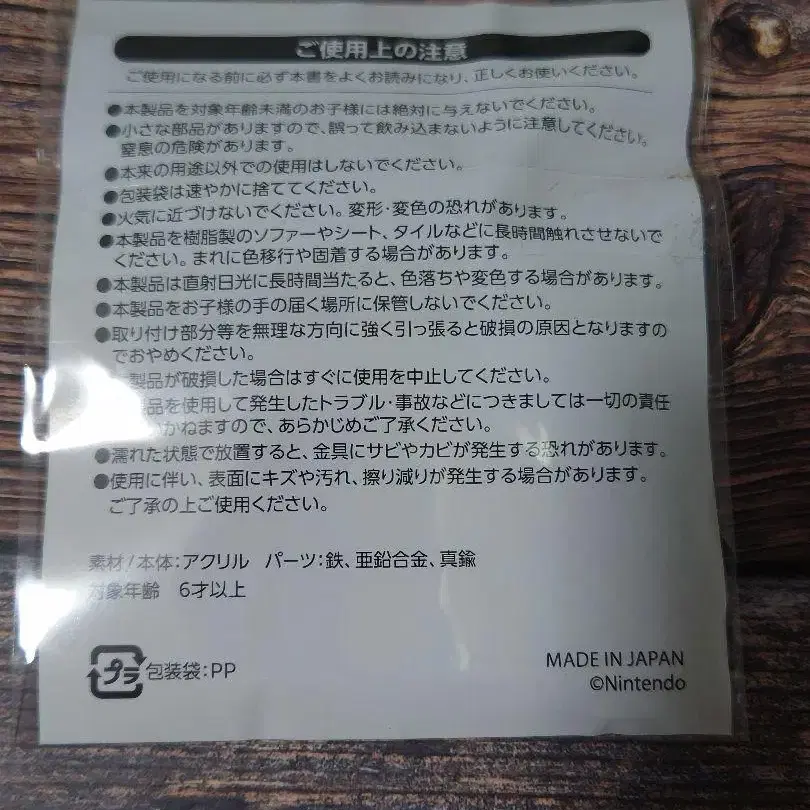 ご使用上の注意
ご使用になる前に必ず本書をよくお読みになり、正しくお使いください。
●本製品を対象年齢未満のお子様には絶対に与えないでください。
●小さな部品がありますので、誤って飲み込まないように注意してください。
窒息の危険があります。
●本来の用途以外での使用はしないでください。
●包装袋は速やかに捨ててください。
●火気に近づけないでください。変形・変色の恐れがあります。
●本製品を樹脂製のソファーやシート、タイルなどに長時間触れさせないで
ください。まれに色移行や固着する場合があります。
●本製品は直射日光に長時間当たると、色落ちや変色する場合があります。
●本製品をお子様の手の届く場所に保管しないでください。
●取り付け部分等を無理な方向に強く引っ張ると破損の原因となりますの
でおやめください。
製品が破損した場合はすぐに使用を中止してください。
製品を使用して発生したトラブル・事故などにつきましては一切の責任
いかねますので、あらかじめご了承ください。
●濡れた状態で放置すると、金具にサビやカビが発生する恐れがあります。
●使用に伴い、表面にキズや汚れ、擦り減りが発生する場合があります。
ご了承の上ご使用ください。
素材/本体:アクリル パーツ:鉄、亜鉛合金、真鍮
対象年齢 6才以上
プラ 包装袋:PP
MADE IN JAPAN
©Nintendo